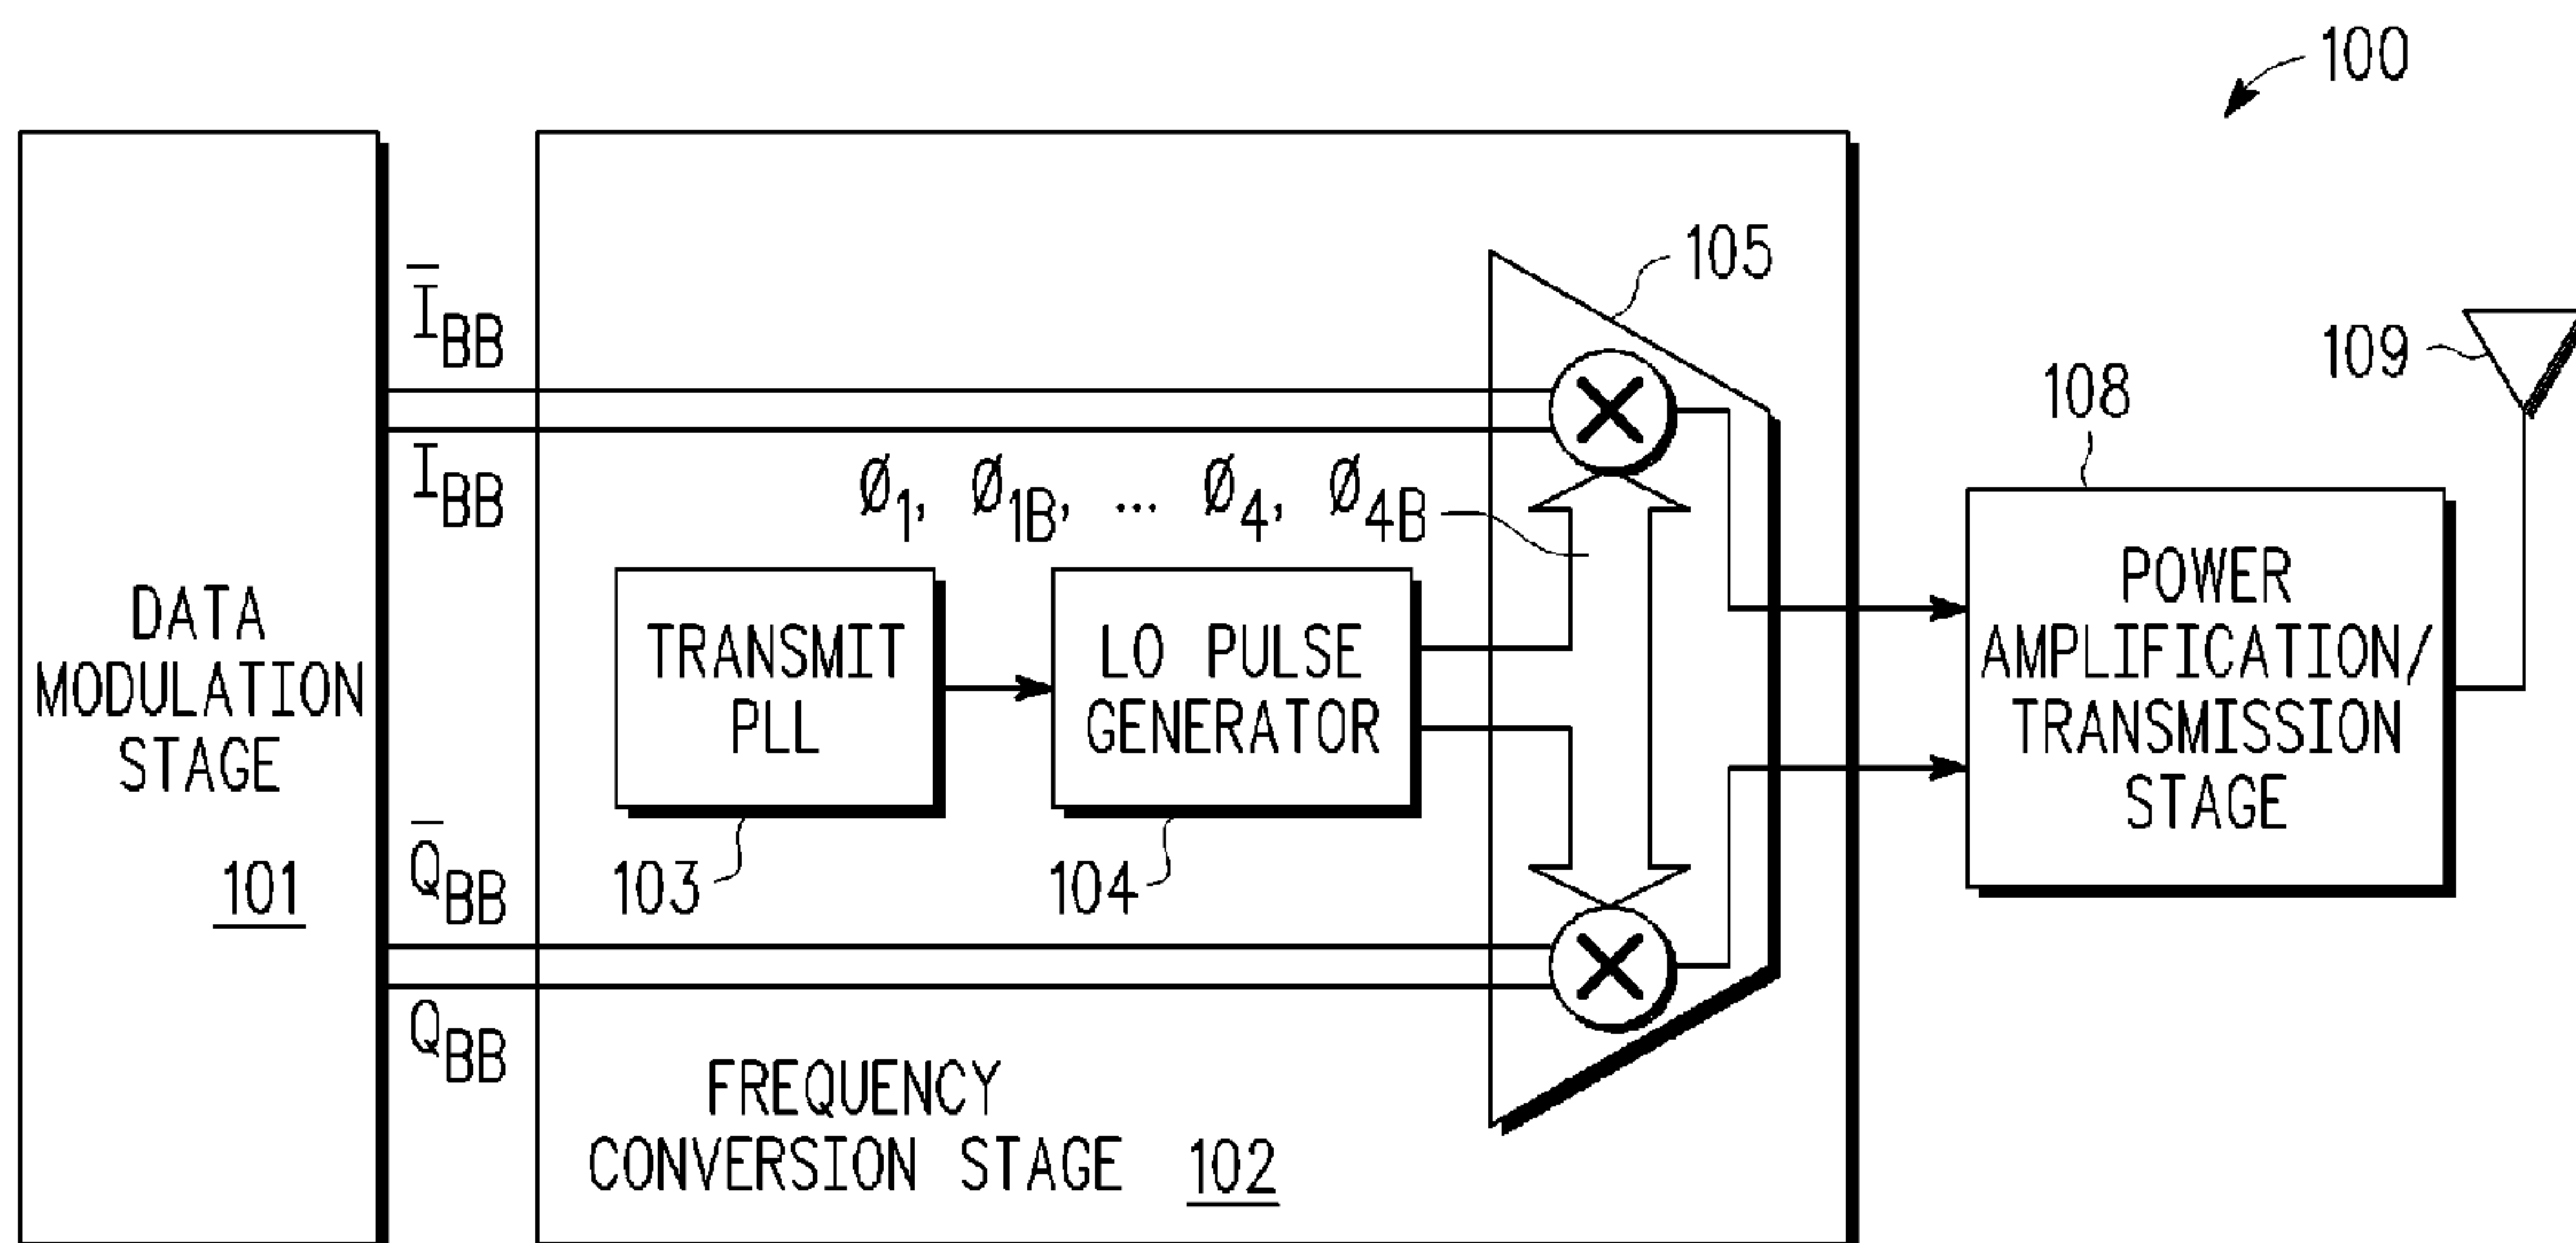 100
105
109
108
I̅BB
IBB
Ø1, Ø1B, ... Ø4, Ø4B
DATA
MODULATION
STAGE
101
TRANSMIT
PLL
103
LO PULSE
GENERATOR
104
POWER
AMPLIFICATION/
TRANSMISSION
STAGE
Q̅BB
QBB
FREQUENCY
CONVERSION STAGE 102